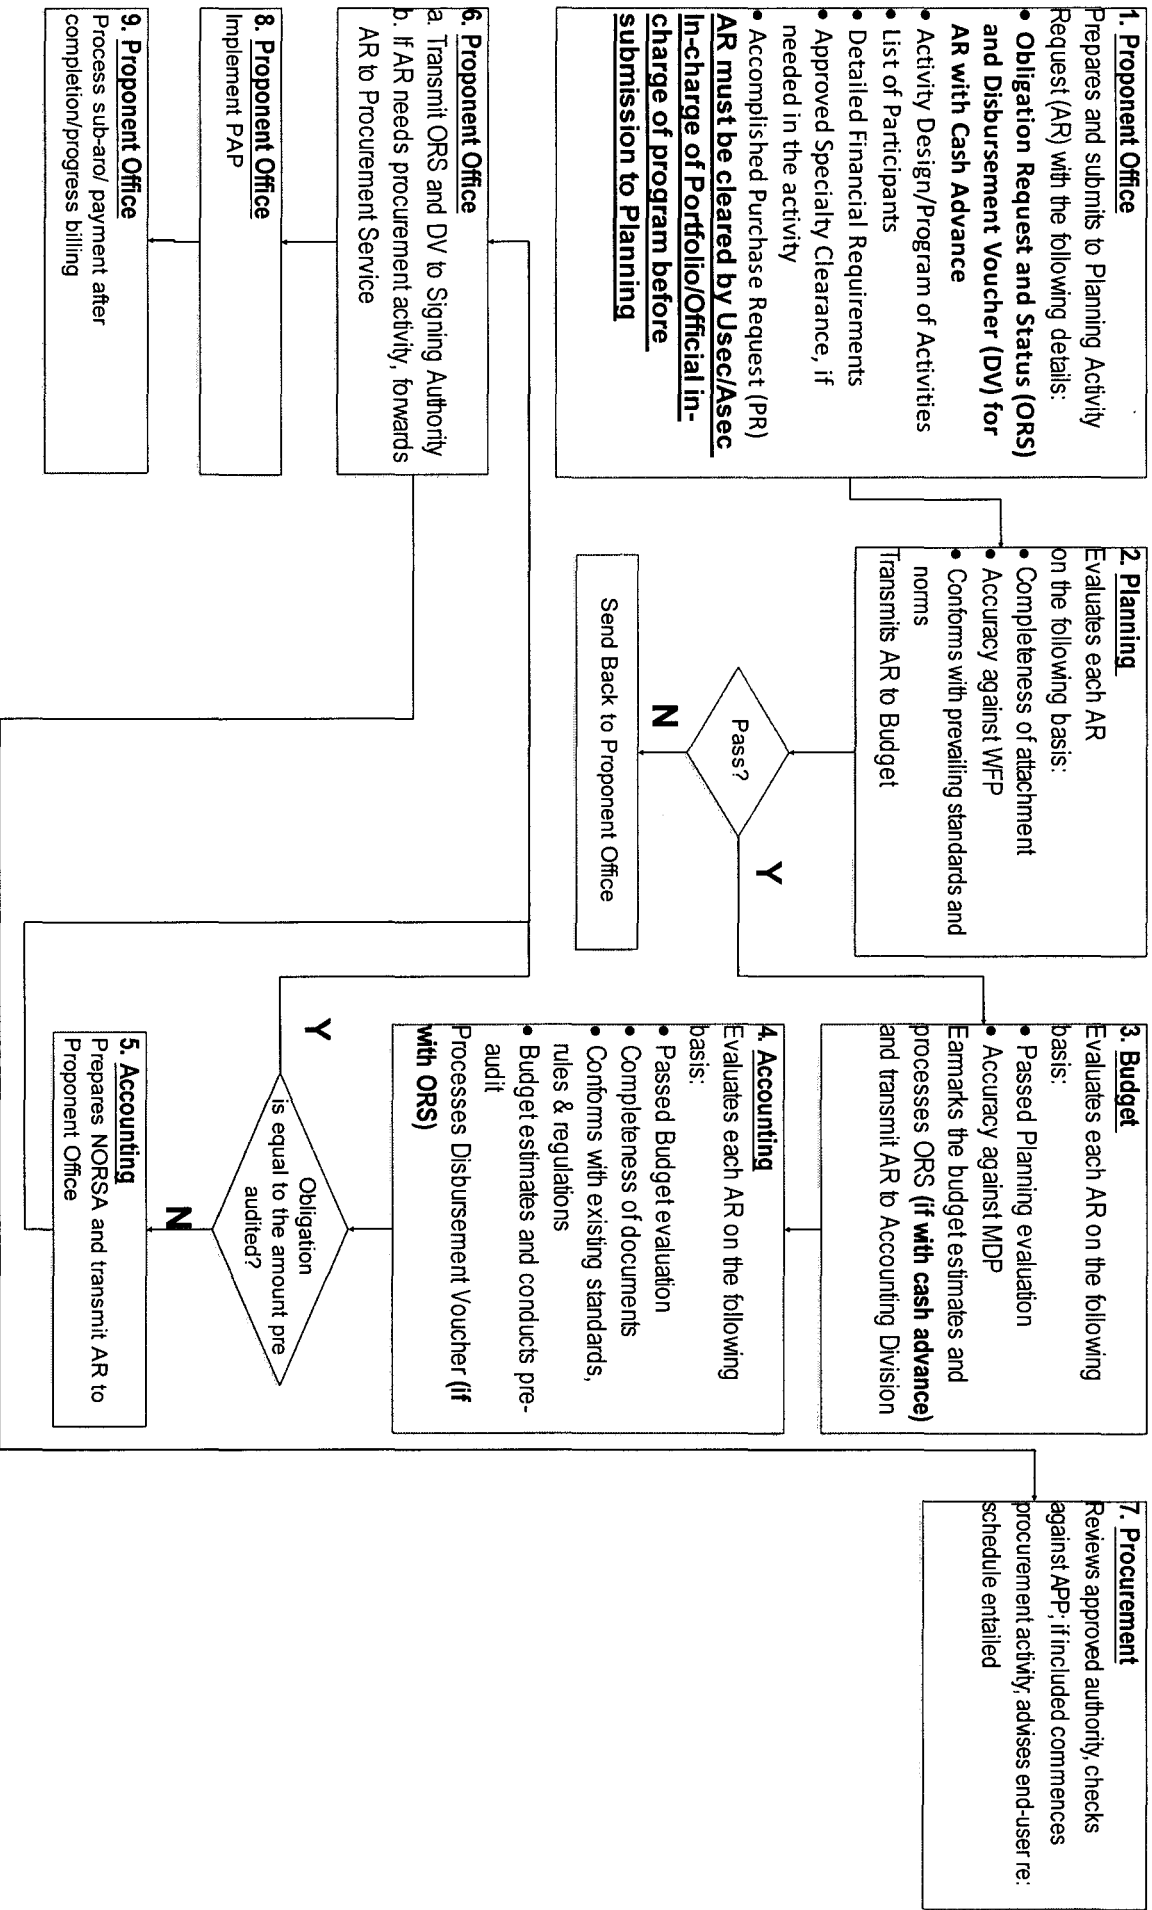 1. Proponent Office
Prepares and submits to Planning Activity
Request (AR) with the following details:
• Obligation Request and Status (ORS)
and Disbursement Voucher (DV) for
AR with Cash Advance
• Activity Design/Program of Activities
• List of Participants
• Detailed Financial Requirements
• Approved Specialty Clearance, if
needed in the activity
• Accomplished Purchase Request (PR)
AR must be cleared by Usec/Asec
In-charge of Portfolio/Official in-
charge of program before
submission to Planning
2. Planning
Evaluates each AR
on the following basis:
• Completeness of attachment
• Accuracy against WFP
• Conforms with prevailing standards and
norms
Transmits AR to Budget
Pass?
Y
N
Send Back to Proponent Office
3. Budget
Evaluates each AR on the following
basis:
• Passed Planning evaluation
• Accuracy against MDP
Earmarks the budget estimates and
processes ORS (if with cash advance)
and transmit AR to Accounting Division
4. Accounting
Evaluates each AR on the following
basis:
• Passed Budget evaluation
• Completeness of documents
• Conforms with existing standards,
rules & regulations
• Budget estimates and conducts pre-
audit
Processes Disbursement Voucher (if
with ORS)
Obligation
is equal to the amount pre
audited?
Y
N
5. Accounting
Prepares NORSA and transmit AR to
Proponent Office
6. Proponent Office
a. Transmit ORS and DV to Signing Authority
b. If AR needs procurement activity, forwards
AR to Procurement Service
7. Procurement
Reviews approved authority, checks
against APP; if included commences
procurement activity, advises end-user re:
schedule entailed
8. Proponent Office
Implement PAP
9. Proponent Office
Process sub-aro/ payment after
completion/progress billing